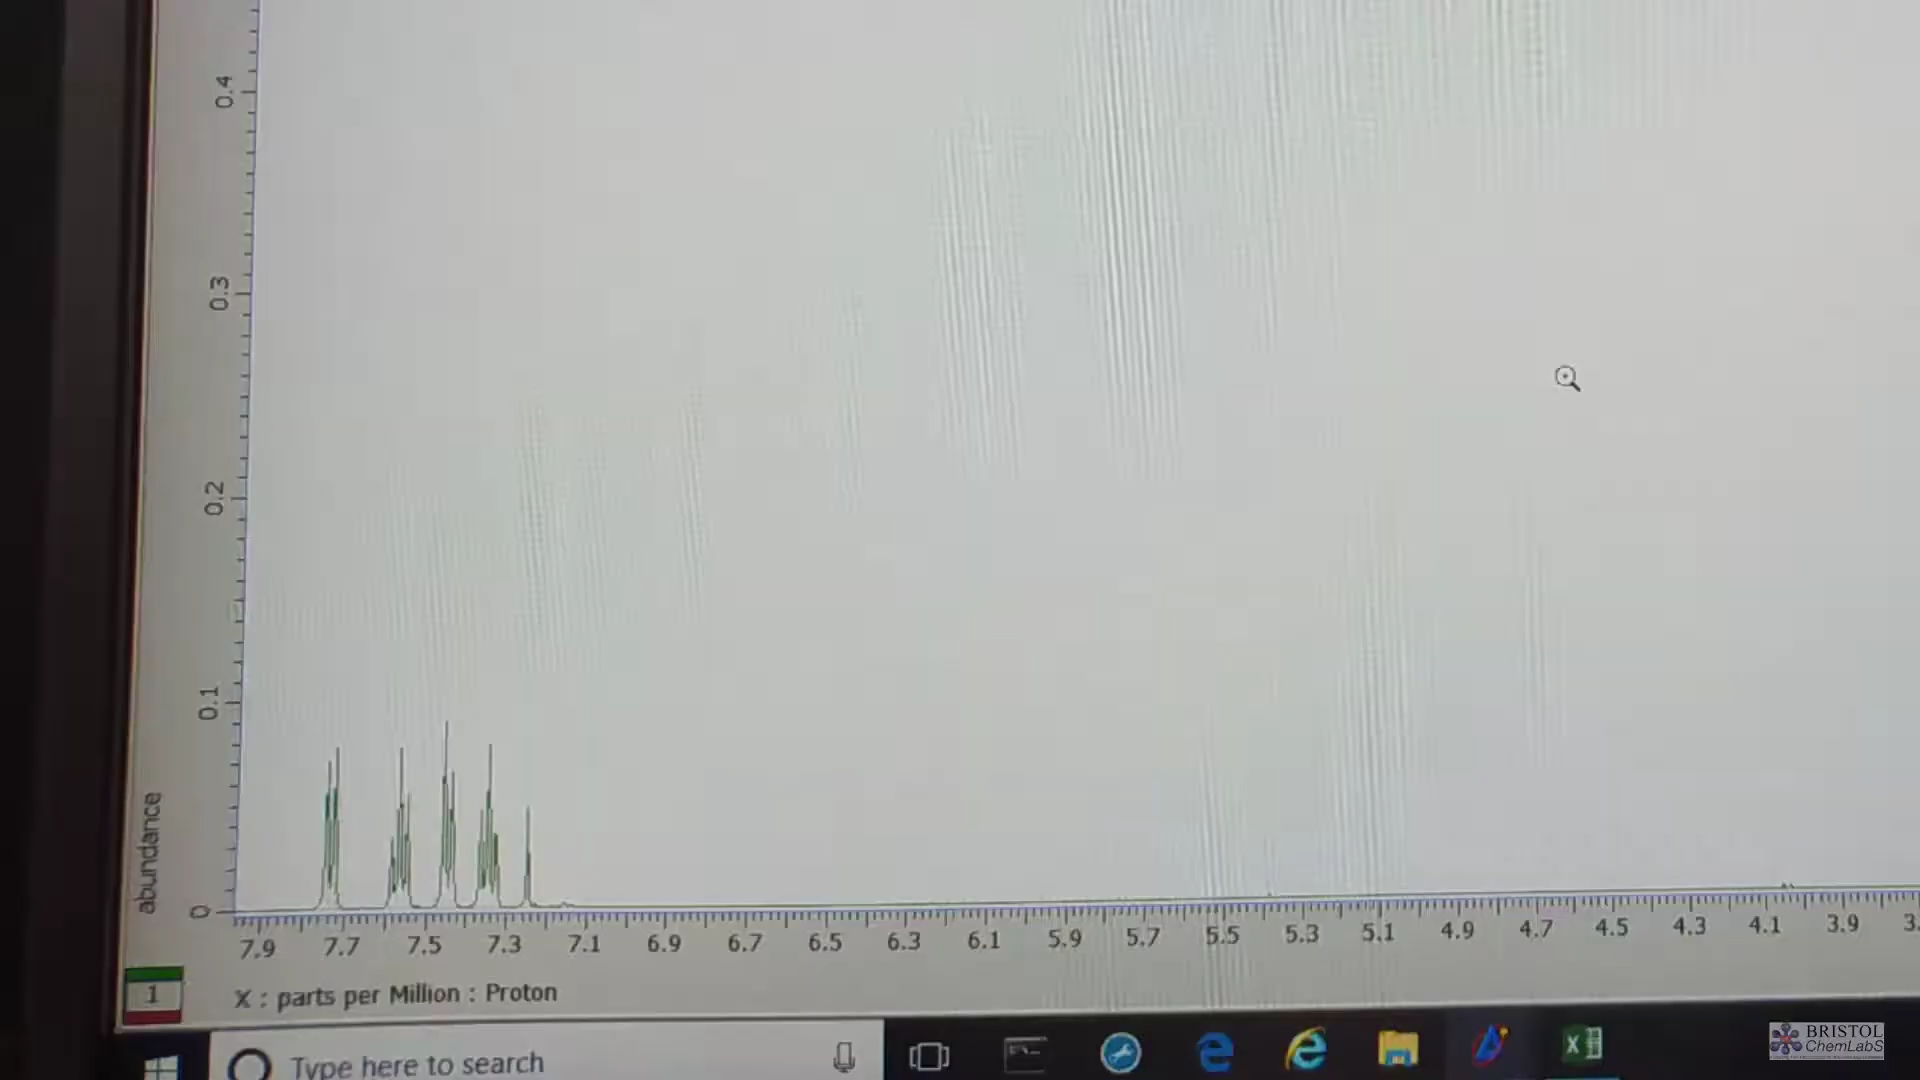 0.4
0.3
0.2
0.1
0
abundance
7.9 7.7 7.5 7.3 7.1 6.9 6.7 6.5 6.3 6.1 5.9 5.7 5.5 5.3 5.1 4.9 4.7 4.5 4.3 4.1 3.9
1
X : parts per Million : Proton
Type here to search
BRISTOL
ChemLabS